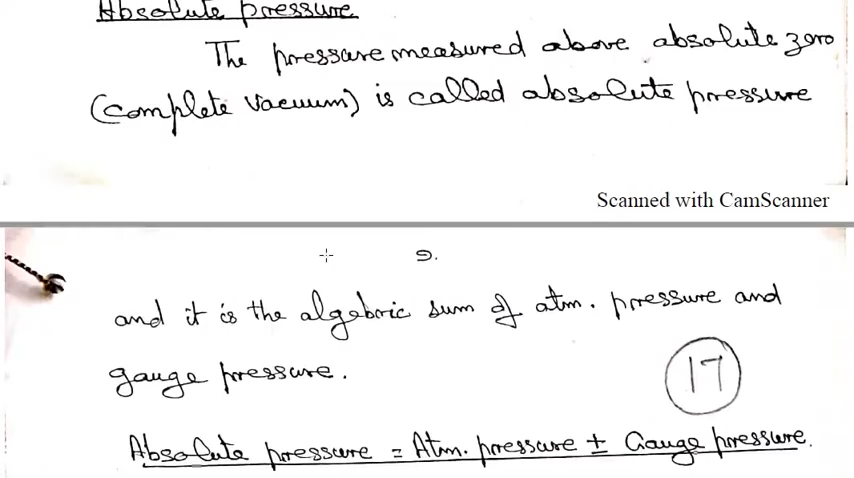 Absolute pressure
The pressure measured above absolute zero
(complete vacuum) is called absolute pressure
Scanned with CamScanner
9.
and it is the algebric sum of atm. pressure and
gauge pressure.
17
Absolute pressure = Atm. pressure ± Gauge pressure.